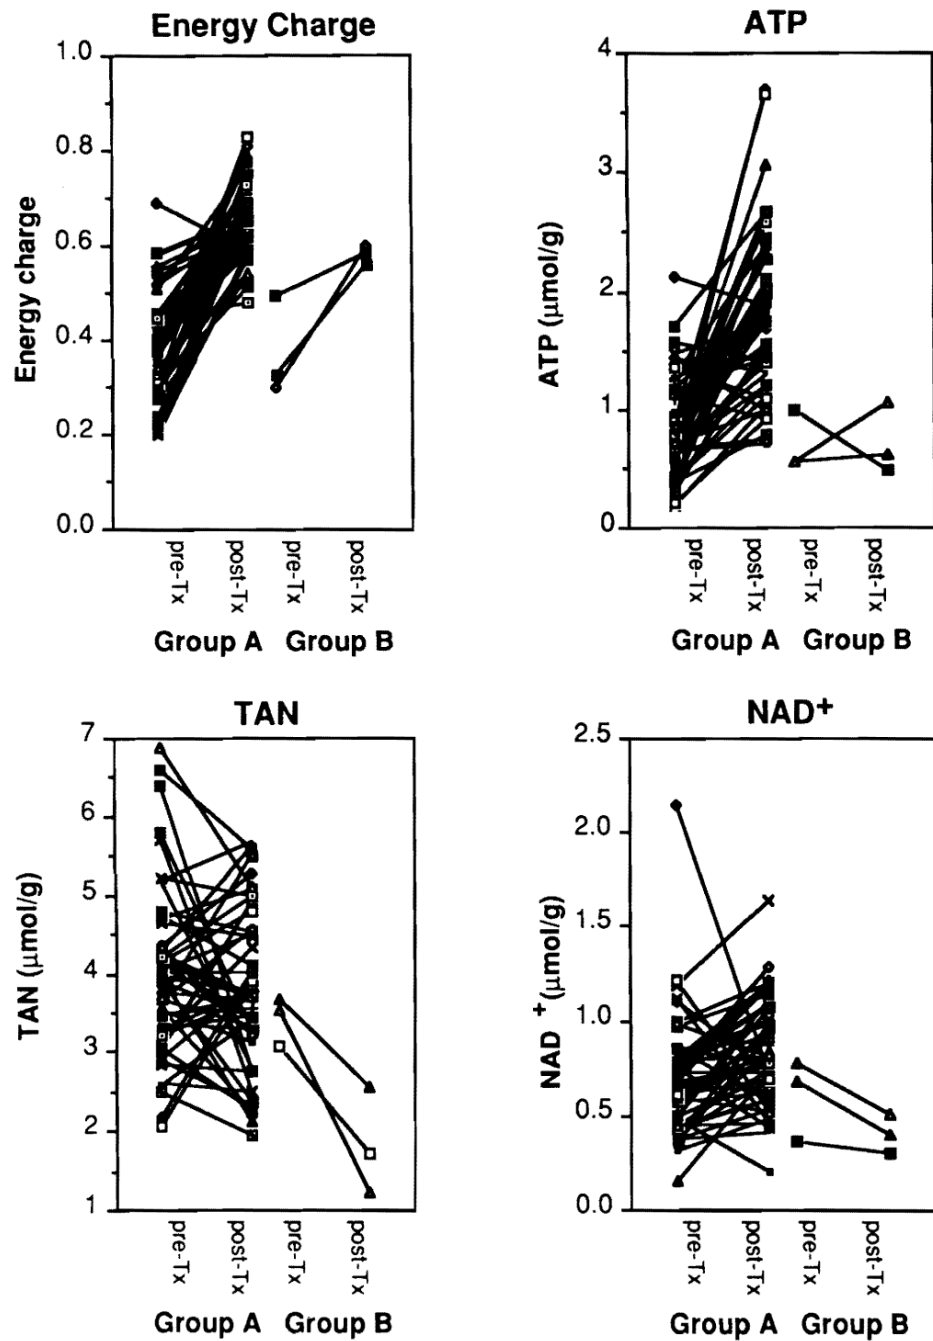 Energy Charge
1.0
0.8
0.6
0.4
0.2
0.0
Energy charge
pre-Tx
post-Tx
pre-Tx
post-Tx
Group A Group B
ATP
4
3
2
1
0
ATP (μmol/g)
pre-Tx
post-Tx
pre-Tx
post-Tx
Group A Group B
TAN
7
6
5
4
3
2
1
TAN (μmol/g)
pre-Tx
post-Tx
pre-Tx
post-Tx
Group A Group B
NAD+
2.5
2.0
1.5
1.0
0.5
0.0
NAD +(μmol/g)
pre-Tx
post-Tx
pre-Tx
post-Tx
Group A Group B